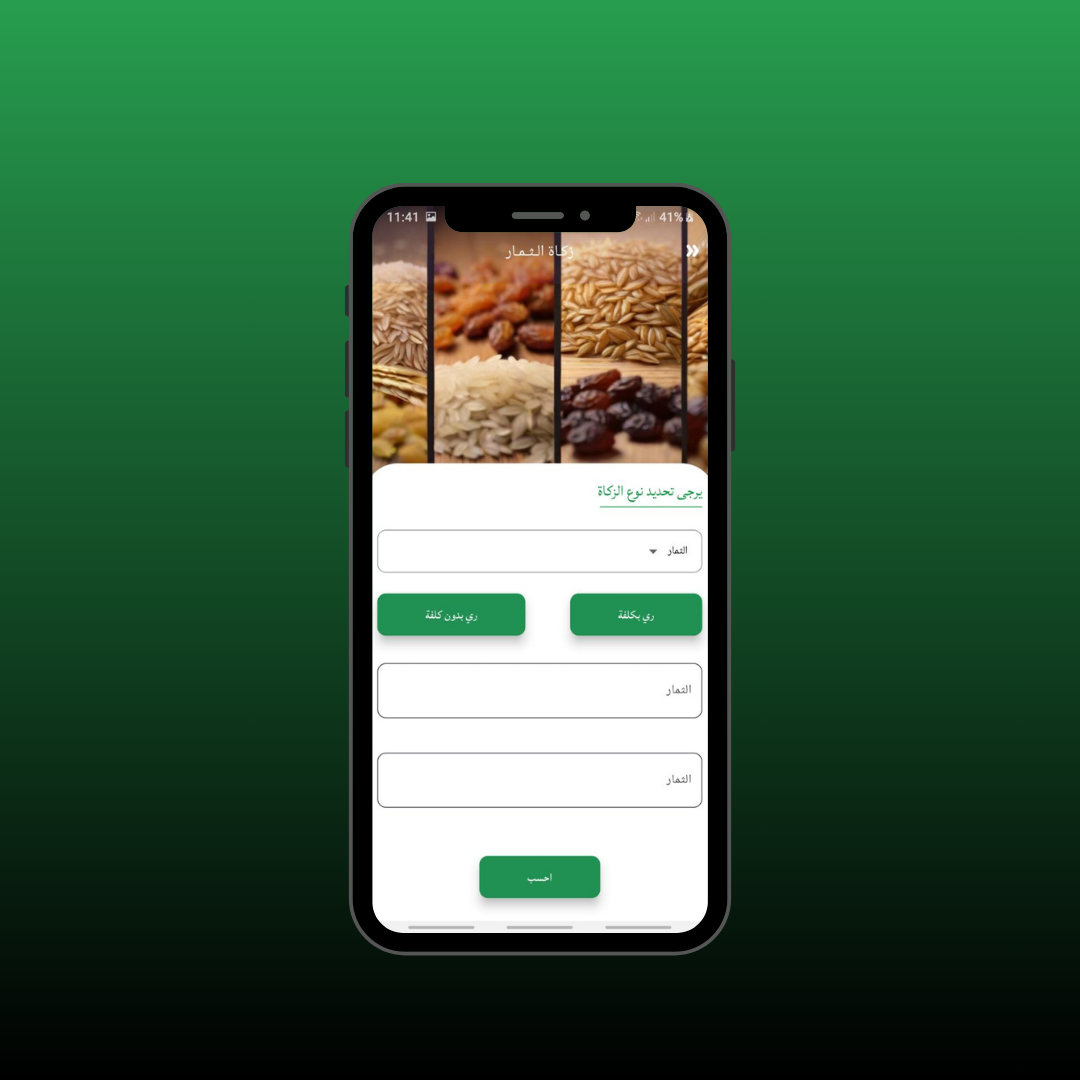 11:41 41%
زكاة الثمار
يرجى تحديد نوع الزكاة
الثمار
ري بكلفة ري بدون كلفة
الثمار
الثمار
احسب